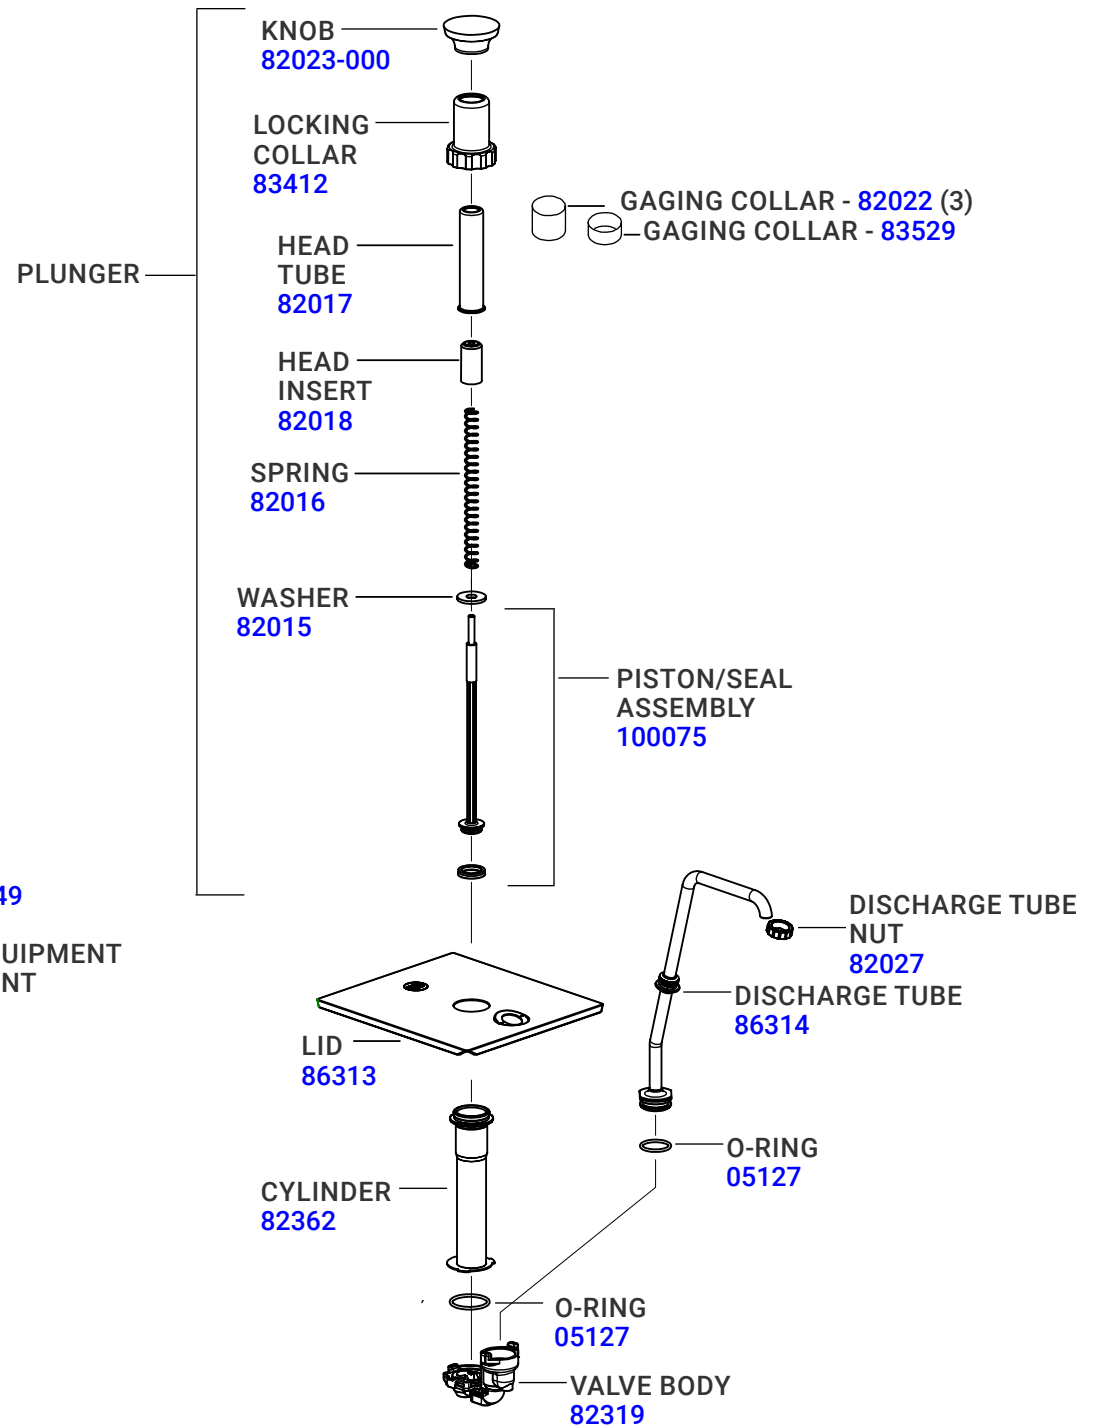 KNOB
82023-000
LOCKING
COLLAR
83412
GAGING COLLAR - 82022 (3)
GAGING COLLAR - 83529
HEAD
TUBE
82017
PLUNGER
HEAD
INSERT
82018
SPRING
82016
WASHER
82015
PISTON/SEAL
ASSEMBLY
100075
49
UIPMENT
NT
DISCHARGE TUBE
NUT
82027
DISCHARGE TUBE
86314
LID
86313
O-RING
05127
CYLINDER
82362
O-RING
05127
VALVE BODY
82319